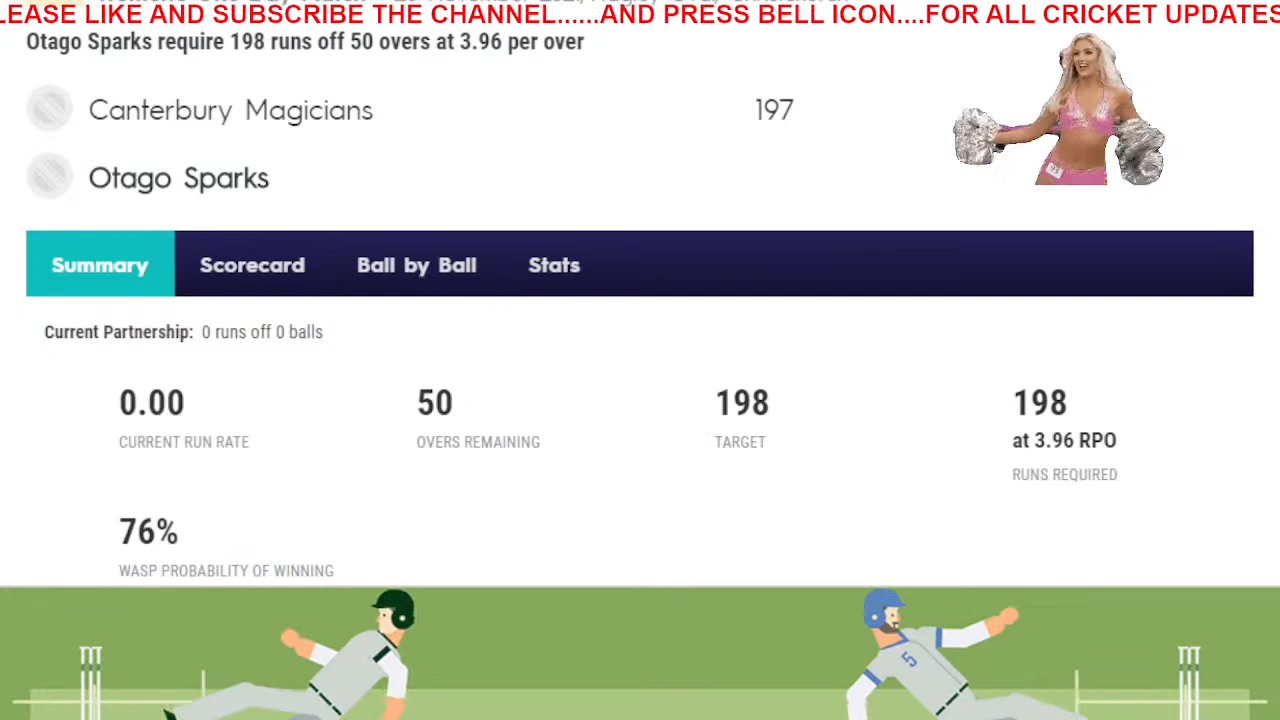 LEASE LIKE AND SUBSCRIBE THE CHANNEL......AND PRESS BELL ICON....FOR ALL CRICKET UPDATES
Otago Sparks require 198 runs off 50 overs at 3.96 per over
Canterbury Magicians 197
Otago Sparks
Summary Scorecard Ball by Ball Stats
Current Partnership: 0 runs off 0 balls
0.00 50 198 198
at 3.96 RPO
CURRENT RUN RATE OVERS REMAINING TARGET
RUNS REQUIRED
76%
WASP PROBABILITY OF WINNING
5